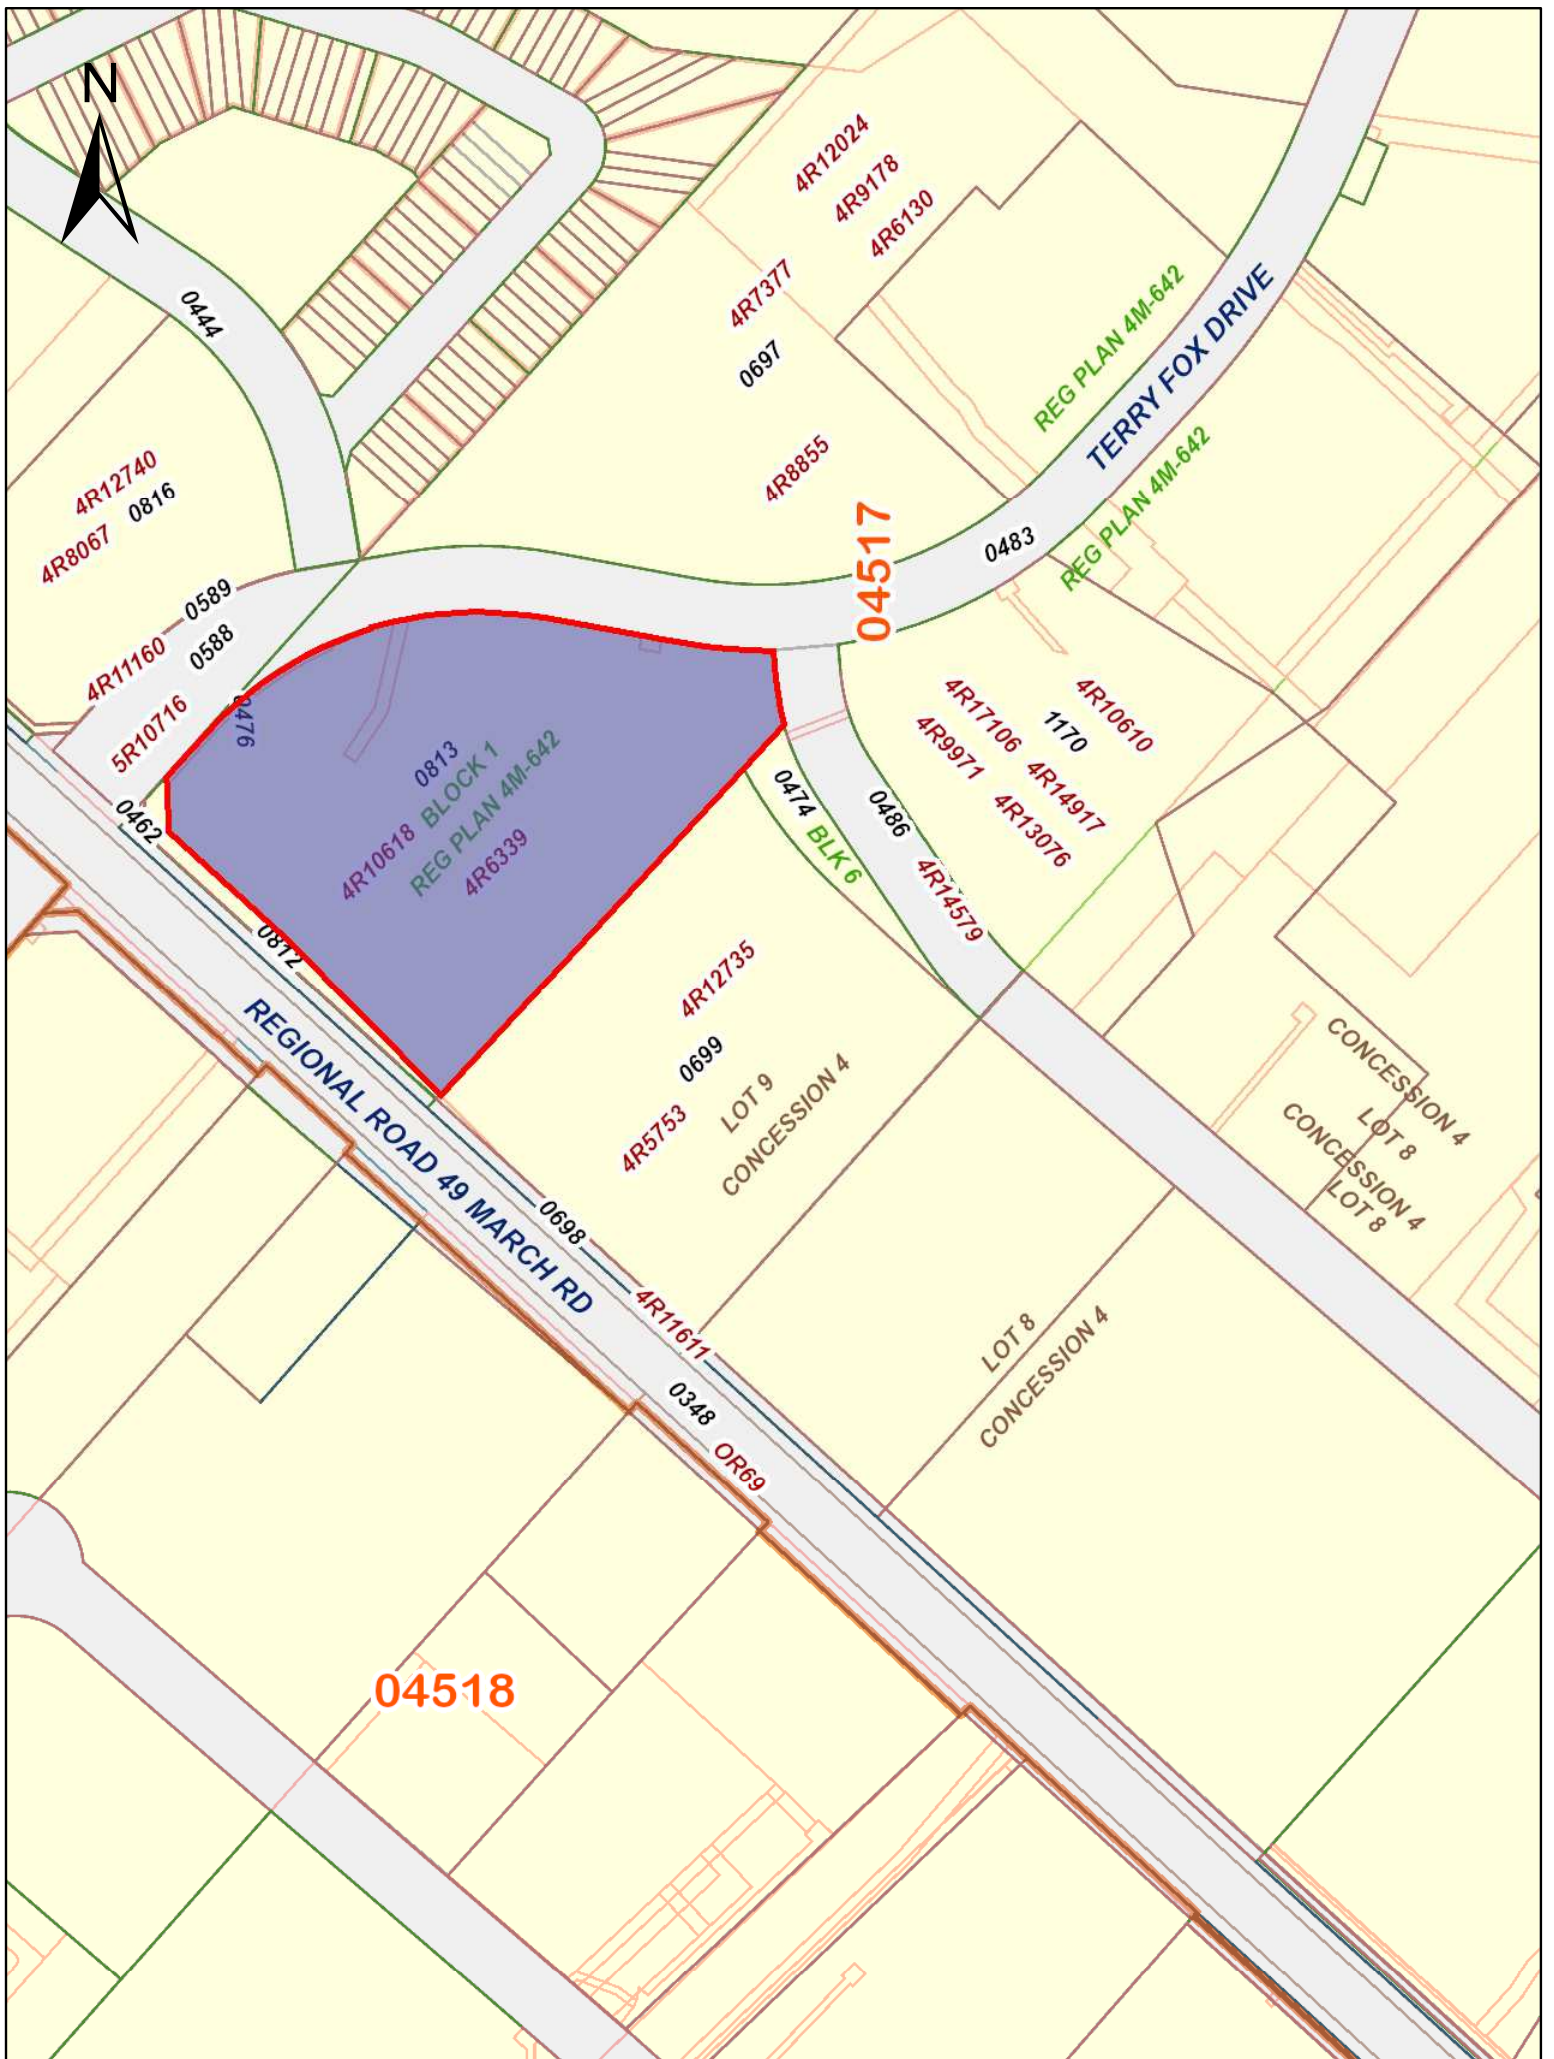 N
4R12024
4R9178
4R6130
4R7377
0697
0444
REG PLAN 4M-642
TERRY FOX DRIVE
REG PLAN 4M-642
4R8855
4R12740
0816
4R8067
04517
0483
0589
0588
4R11160
5R10716
0476
0813
BLOCK 1
4R10618
REG PLAN 4M-642
4R6339
4R17106
4R10610
1170
4R9971
4R14917
4R13076
0474
BLK 6
0486
4R14579
0462
0812
4R12735
0699
LOT 9
CONCESSION 4
4R5753
REGIONAL ROAD 49 MARCH RD
CONCESSION 4
LOT 8
CONCESSION 4
LOT 8
0698
4R11611
LOT 8
CONCESSION 4
0348
OR69
04518